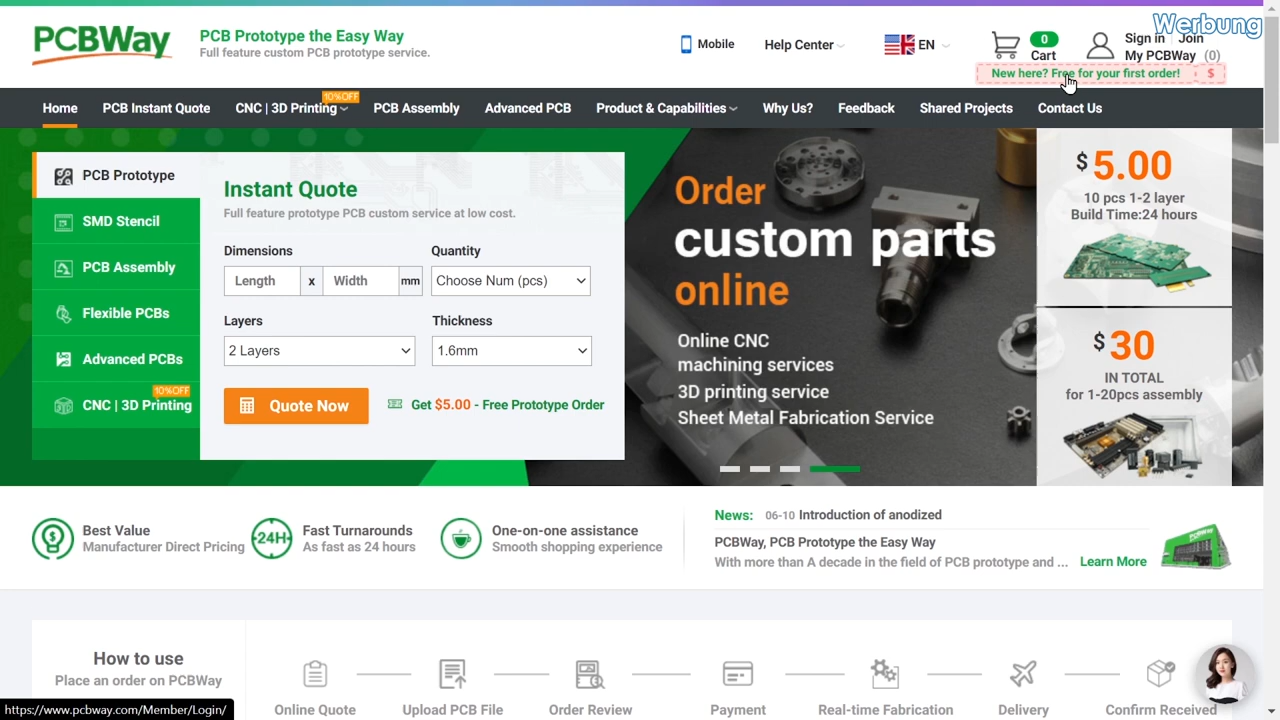 Werbung
PCBWay
PCB Prototype the Easy Way
Full feature custom PCB prototype service.
Mobile
Help Center
EN
0
Cart
Sign in
Join
My PCBWay (0)
New here? Free for your first order! $
Home
PCB Instant Quote
CNC | 3D Printing
10%OFF
PCB Assembly
Advanced PCB
Product & Capabilities
Why Us?
Feedback
Shared Projects
Contact Us
PCB Prototype
SMD Stencil
PCB Assembly
Flexible PCBs
Advanced PCBs
10%OFF
CNC | 3D Printing
Instant Quote
Full feature prototype PCB custom service at low cost.
Dimensions
Quantity
Length x Width mm
Choose Num (pcs)
Layers
Thickness
2 Layers
1.6mm
Quote Now
Get $5.00 - Free Prototype Order
Order
custom parts
online
Online CNC
machining services
3D printing service
Sheet Metal Fabrication Service
$ 5.00
10 pcs 1-2 layer
Build Time:24 hours
$ 30
IN TOTAL
for 1-20pcs assembly
Best Value
Manufacturer Direct Pricing
24H
Fast Turnarounds
As fast as 24 hours
One-on-one assistance
Smooth shopping experience
News: 06-10 Introduction of anodized
PCBWay, PCB Prototype the Easy Way
With more than A decade in the field of PCB prototype and ... Learn More
How to use
Place an order on PCBWay
Online Quote
Upload PCB File
Order Review
Payment
Real-time Fabrication
Delivery
Confirm Received
https://www.pcbway.com/Member/Login/